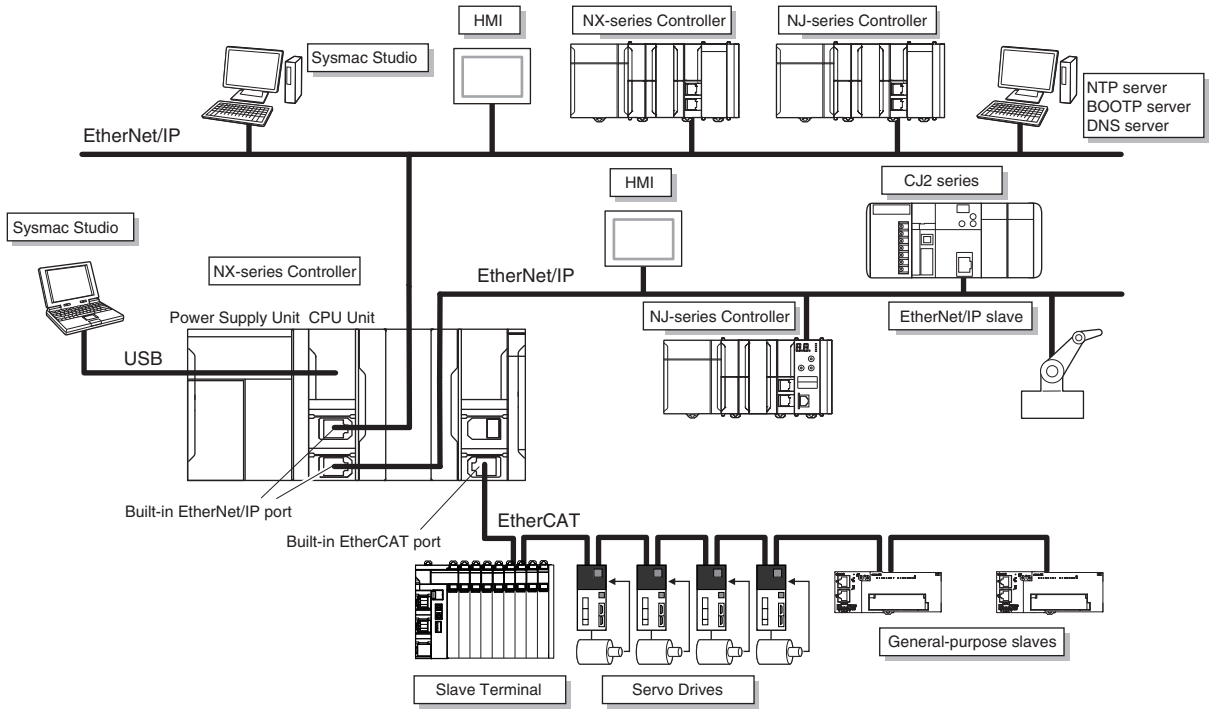 HMI
NX-series Controller
NJ-series Controller
Sysmac Studio
NTP server
BOOTP server
DNS server
EtherNet/IP
HMI
CJ2 series
Sysmac Studio
NX-series Controller
EtherNet/IP
Power Supply Unit CPU Unit
NJ-series Controller
EtherNet/IP slave
USB
Built-in EtherNet/IP port
Built-in EtherCAT port
EtherCAT
General-purpose slaves
Slave Terminal
Servo Drives